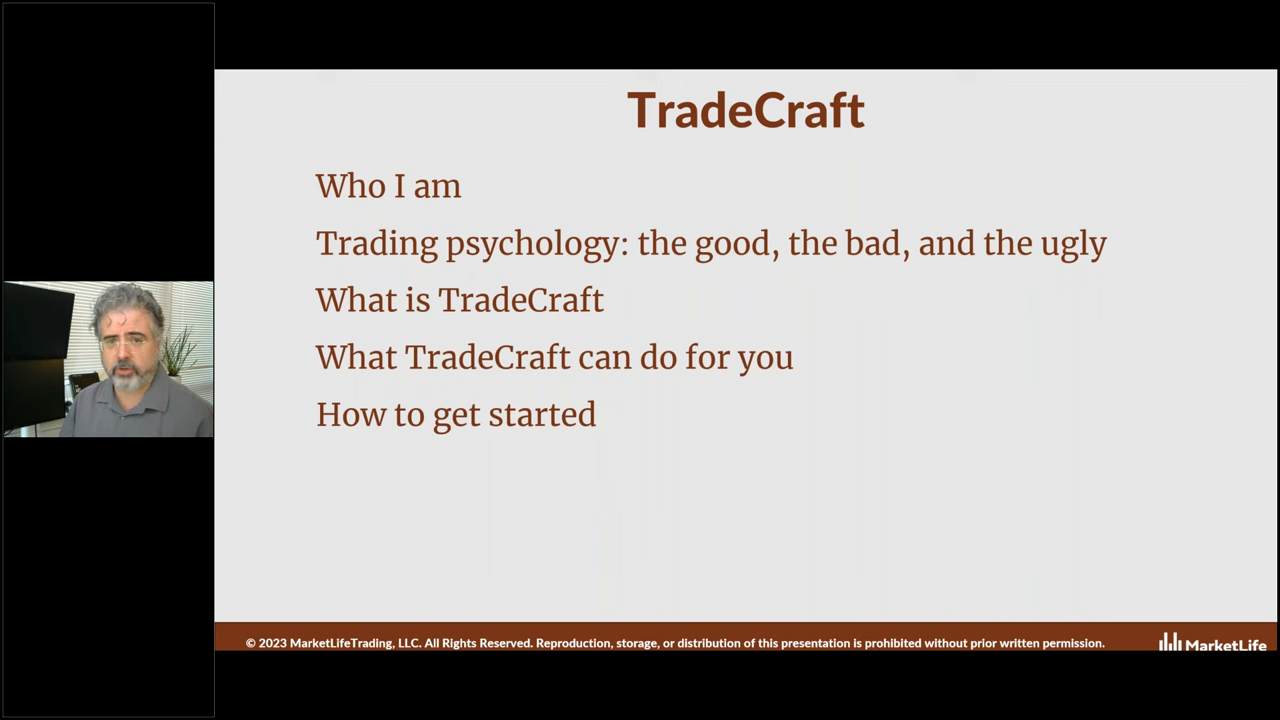 TradeCraft
Who I am
Trading psychology: the good, the bad, and the ugly
What is TradeCraft
What TradeCraft can do for you
How to get started
© 2023 MarketLifeTrading, LLC. All Rights Reserved. Reproduction, storage, or distribution of this presentation is prohibited without prior written permission.
MarketLife